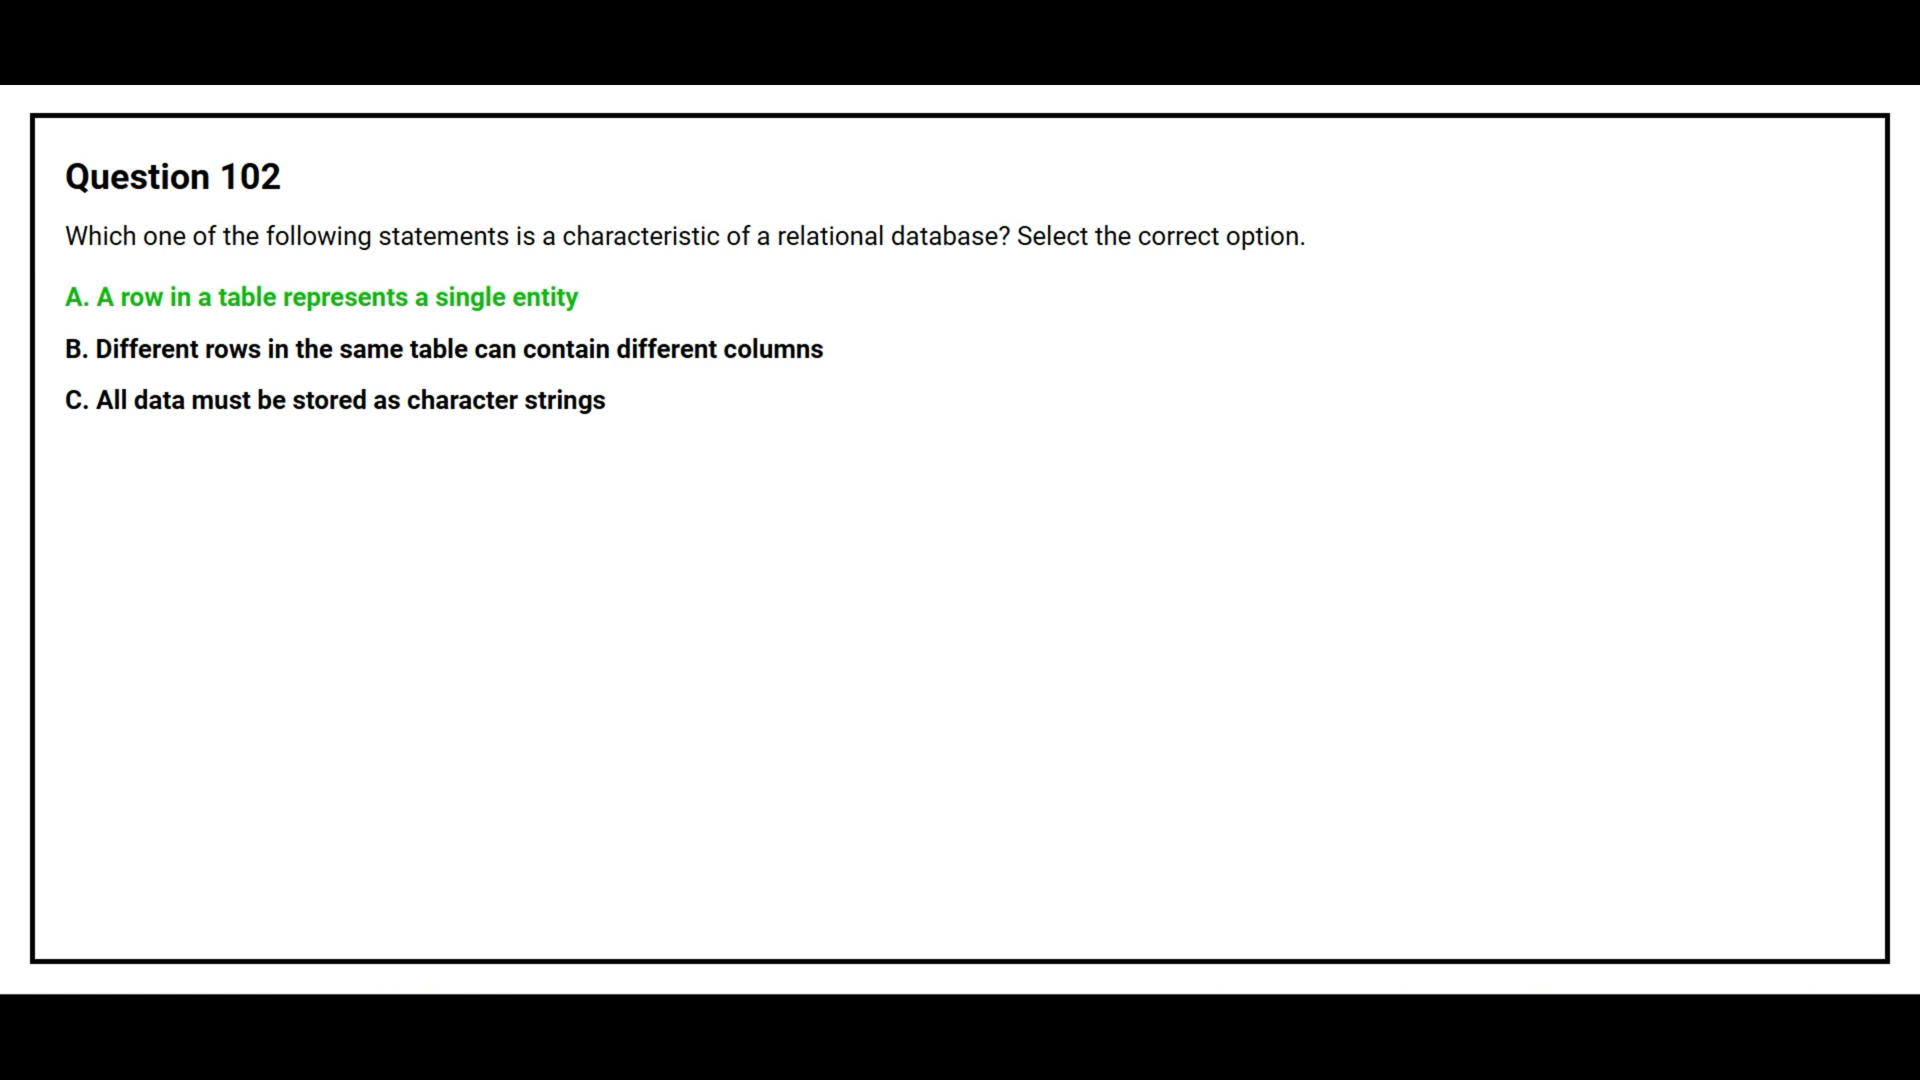 Question 102
Which one of the following statements is a characteristic of a relational database? Select the correct option.
A. A row in a table represents a single entity
B. Different rows in the same table can contain different columns
C. All data must be stored as character strings